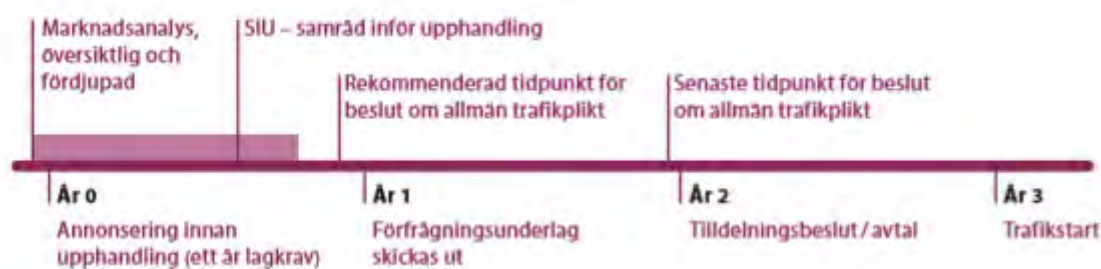 Marknadsanalys,
översiktlig och
fördjupad
SIU – samråd inför upphandling
Rekommenderad tidpunkt för
beslut om allmän trafikplikt
Senaste tidpunkt för beslut
om allmän trafikplikt
År 0
Annonsering innan
upphandling (ett år lagkrav)
År 1
Förfrågningsunderlag
skickas ut
År 2
Tilldelningsbeslut/avtal
År 3
Trafikstart